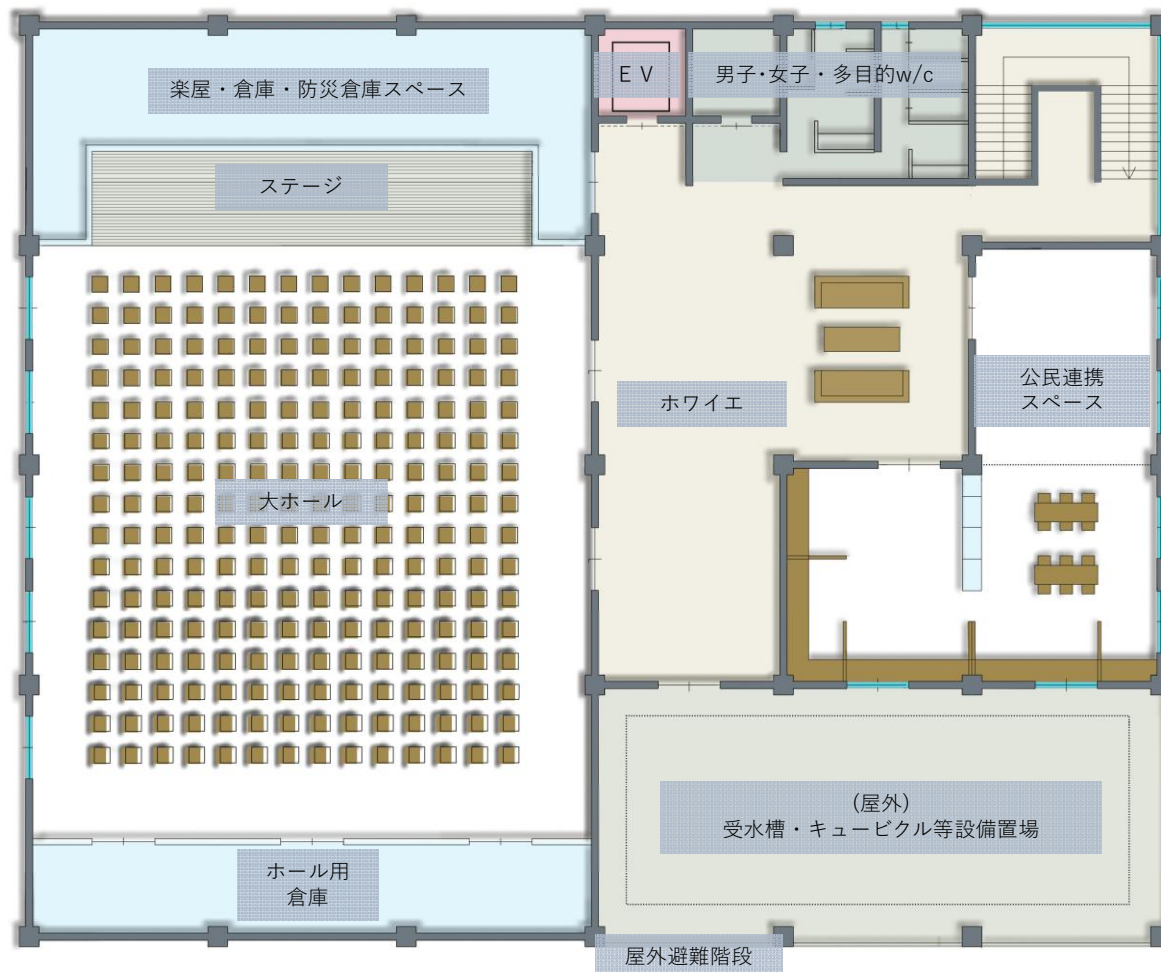 楽屋・倉庫・防災倉庫スペース
ＥＶ
男子･女子・多目的w/c
ステージ
ホワイエ
公民連携
スペース
大ホール
(屋外)
受水槽・キュービクル等設備置場
ホール用
倉庫
屋外避難階段